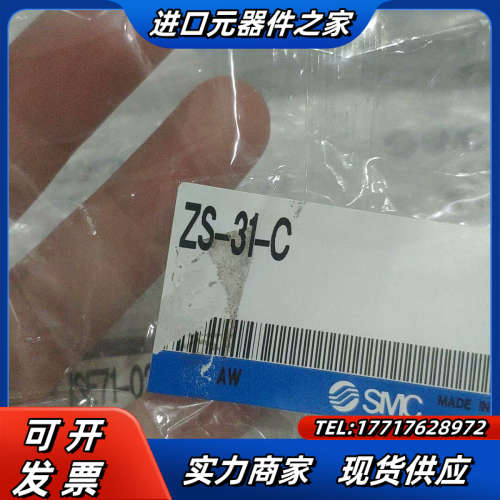 进口元器件之家
ZS-31-C
AW
SMC
MADE IN
TEL:17717628972
可开
发票
实力商家 现货供应